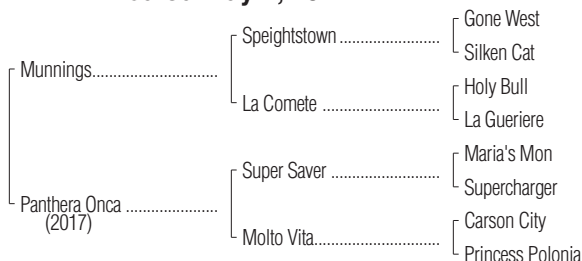 Gone West
Speightstown
Silken Cat
Munnings
Holy Bull
La Comete
La Gueriere
Maria's Mon
Super Saver
Supercharger
Panthera Onca
(2017)
Carson City
Molto Vita
Princess Polonia